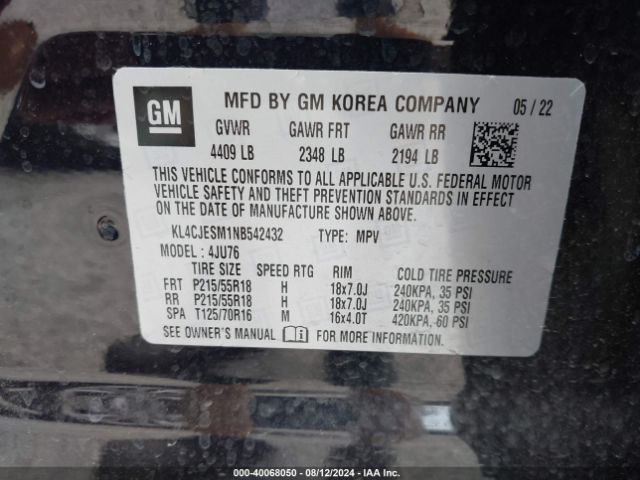 GM MFD BY GM KOREA COMPANY 05 / 22
GVWR GAWR FRT GAWR RR
4409 LB 2348 LB 2194 LB
THIS VEHICLE CONFORMS TO ALL APPLICABLE U.S. FEDERAL MOTOR
VEHICLE SAFETY AND THEFT PREVENTION STANDARDS IN EFFECT
ON THE DATE OF MANUFACTURE SHOWN ABOVE.
KL4CJESM1NB542432 TYPE: MPV
MODEL: 4JU76
TIRE SIZE SPEED RTG RIM COLD TIRE PRESSURE
FRT P215/55R18 H 18x7.0J 240KPA, 35 PSI
RR P215/55R18 H 18x7.0J 240KPA, 35 PSI
SPA T125/70R16 M 16x4.0T 420KPA, 60 PSI
SEE OWNER'S MANUAL FOR MORE INFORMATION.
000-40068050 - 08/12/2024 - IAA Inc.